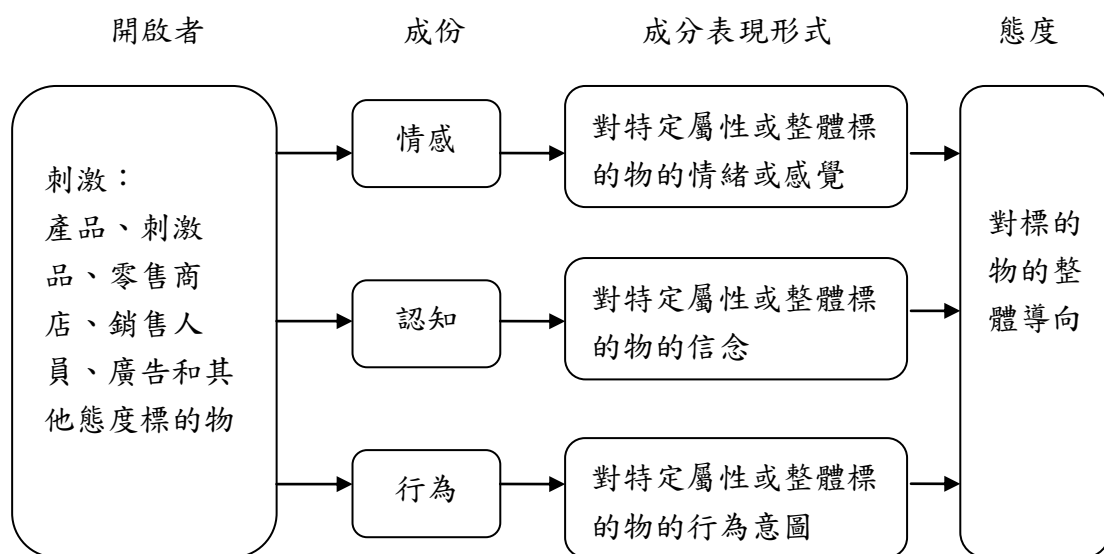 開啟者 成份 成分表現形式 態度
刺激：
產品、刺激
品、零售商
店、銷售人
員、廣告和其
他態度標的物
情感
對特定屬性或整體標
的物的情緒或感覺
認知
對特定屬性或整體標
的物的信念
行為
對特定屬性或整體標
的物的行為意圖
對標的
物的整
體導向